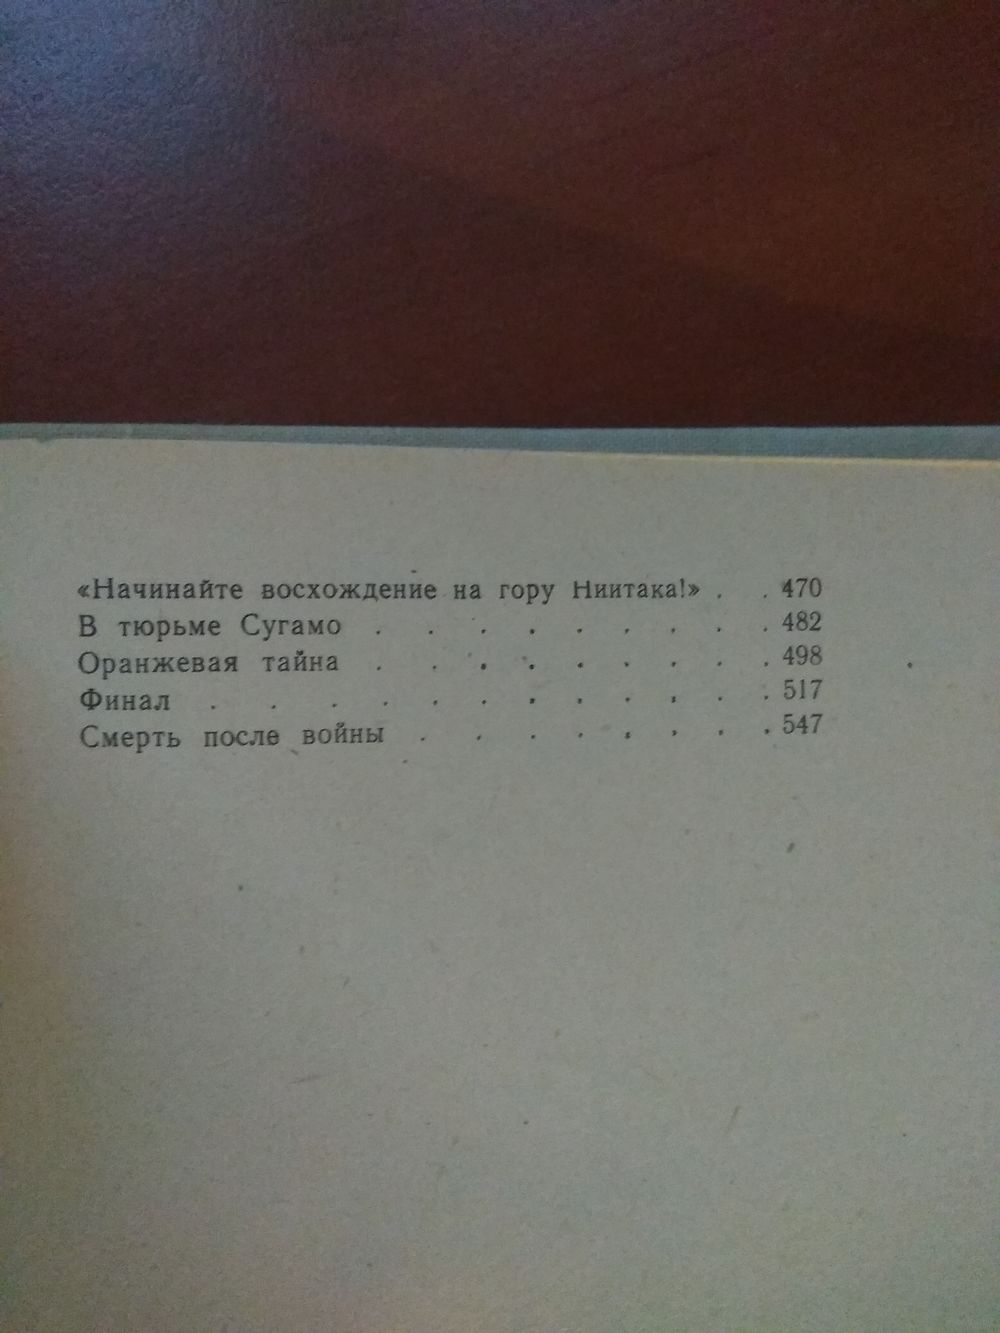 «Начинайте восхождение на гору Ниитака!» . . 470
В тюрьме Сугамо . . . . . . . . . 482
Оранжевая тайна . . . . . . . . . 498
Финал . . . . . . . . . . . . 517
Смерть после войны . . . . . . . . 547